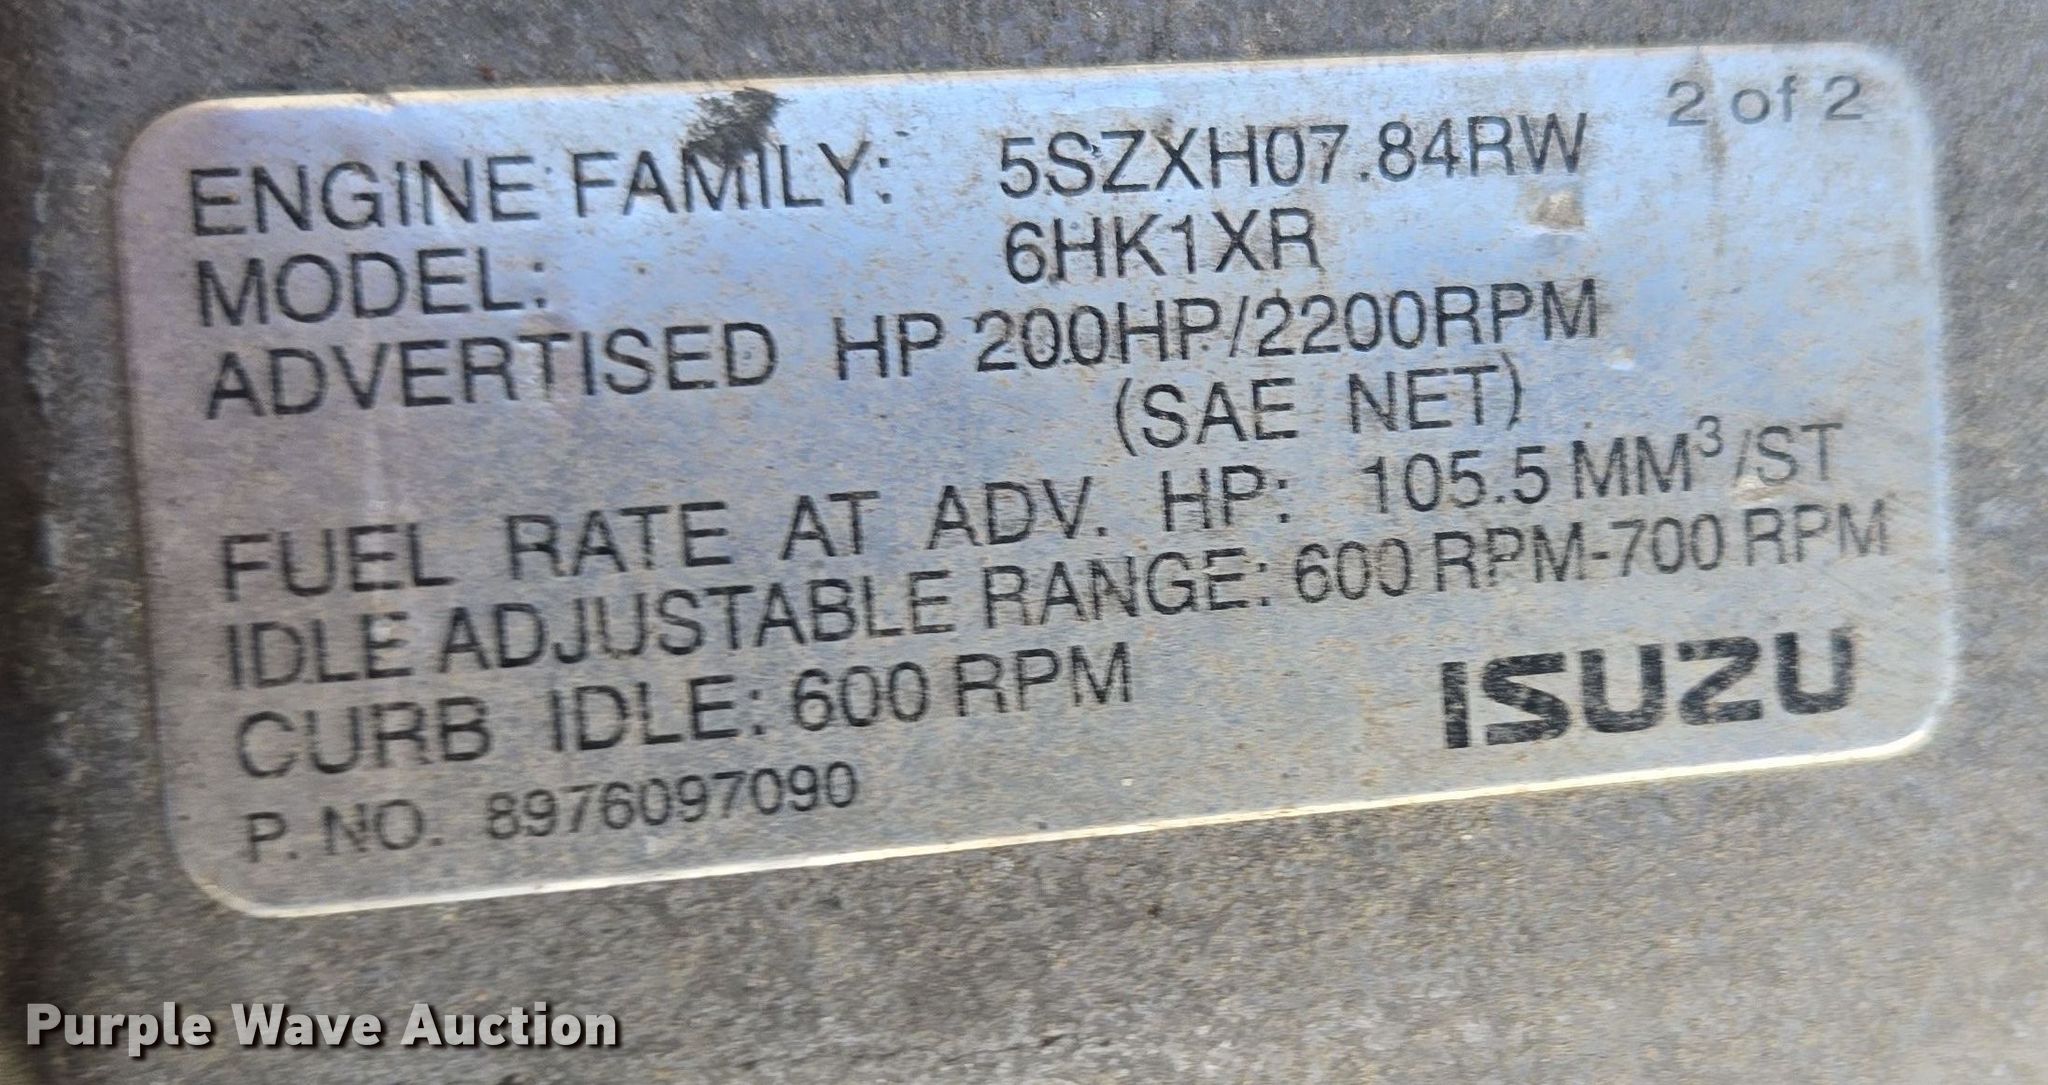 2 of 2
ENGINE FAMILY: 5SZXH07.84RW
MODEL: 6HK1XR
ADVERTISED HP 200HP/2200RPM
(SAE NET)
FUEL RATE AT ADV. HP: 105.5 MM³/ST
IDLE ADJUSTABLE RANGE: 600 RPM-700 RPM
CURB IDLE: 600 RPM
ISUZU
P. NO. 8976097090
Purple Wave Auction